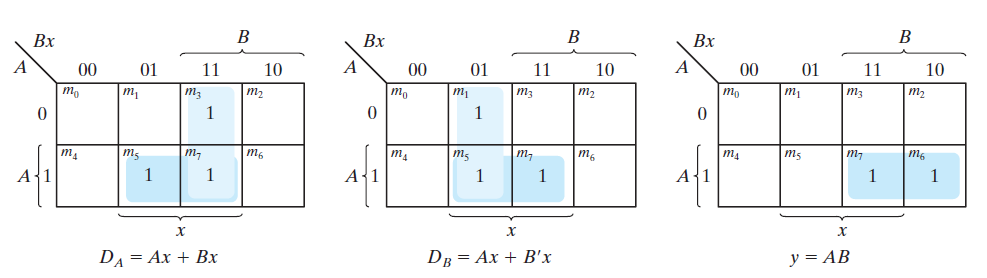 Bx B
A 00 01 11 10
0 m₀ m₁ m₃ 1 m₂
A 1 m₄ m₅ 1 m₇ 1 m₆
x
D_A = Ax + Bx
Bx B
A 00 01 11 10
0 m₀ m₁ 1 m₃ m₂
A 1 m₄ m₅ 1 m₇ 1 m₆
x
D_B = Ax + B′x
Bx B
A 00 01 11 10
0 m₀ m₁ m₃ m₂
A 1 m₄ m₅ m₇ 1 m₆ 1
x
y = AB